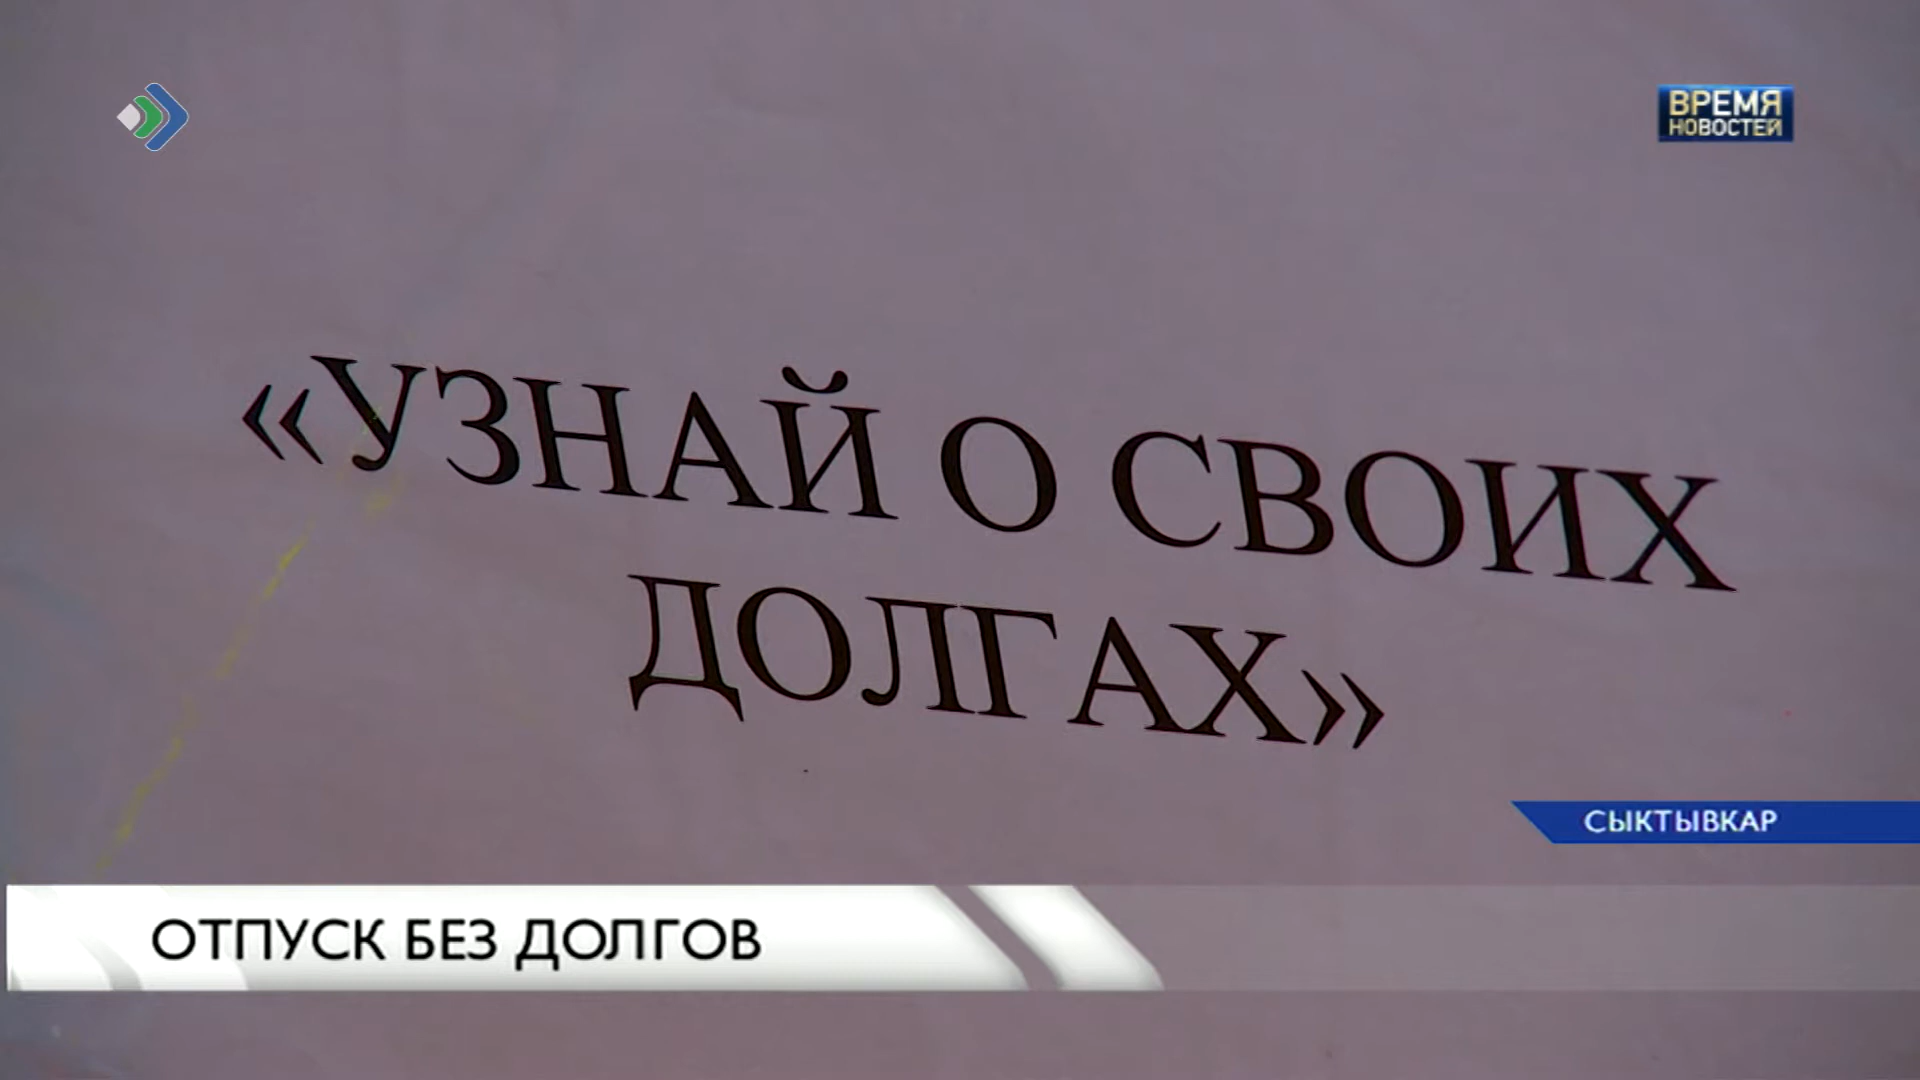 ВРЕМЯ
НОВОСТЕЙ
«УЗНАЙ О СВОИХ
ДОЛГАХ»
СЫКТЫВКАР
ОТПУСК БЕЗ ДОЛГОВ